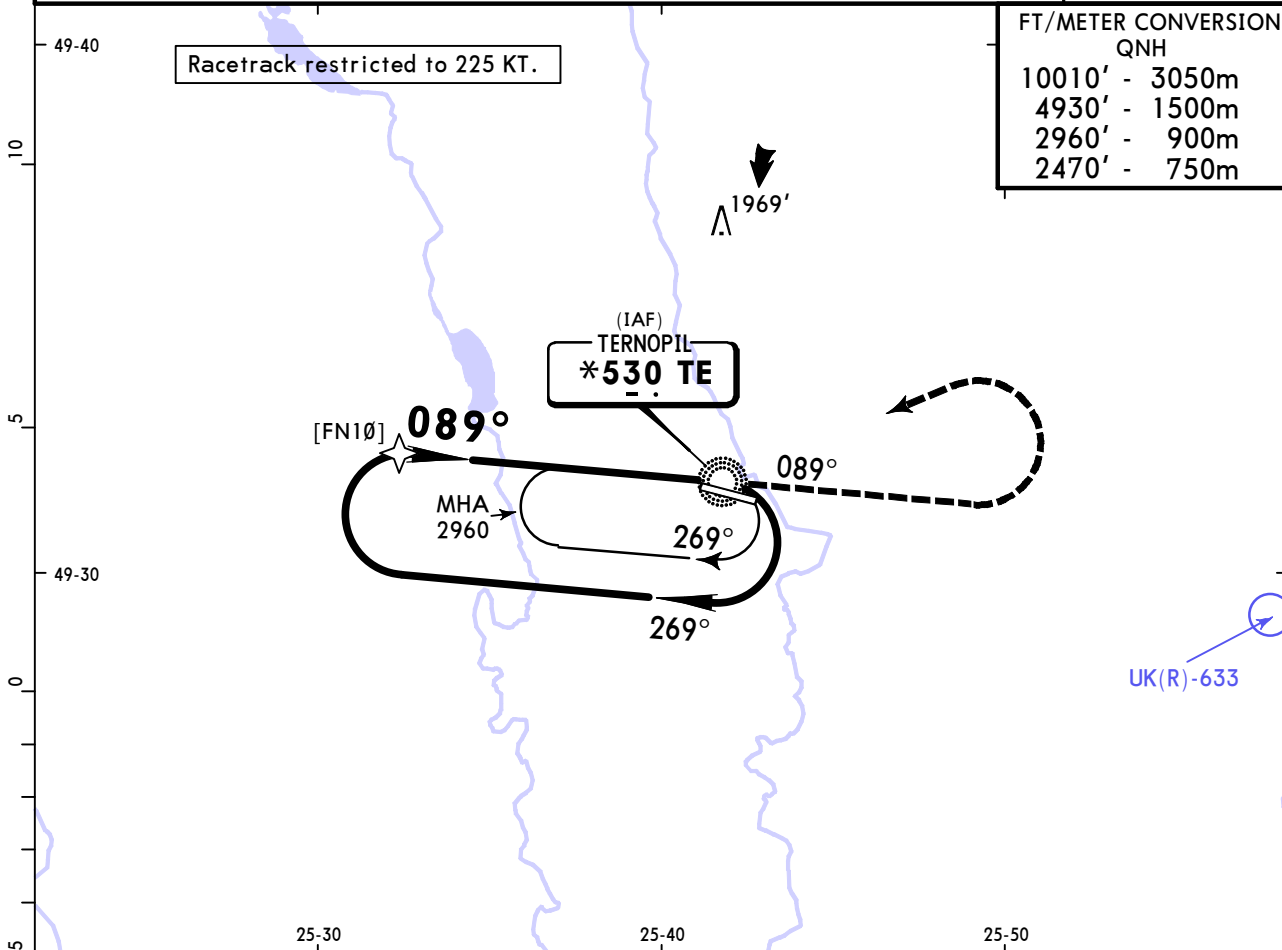 49-40
Racetrack restricted to 225 KT.
FT/METER CONVERSION
QNH
10010' - 3050m
4930' - 1500m
2960' - 900m
2470' - 750m
10
1969'
(IAF)
TERNOPIL
*530 TE
5
[FN1Ø]
089°
089°
MHA
2960
269°
49-30
269°
UK(R)-633
0
25-30
25-40
25-50
5